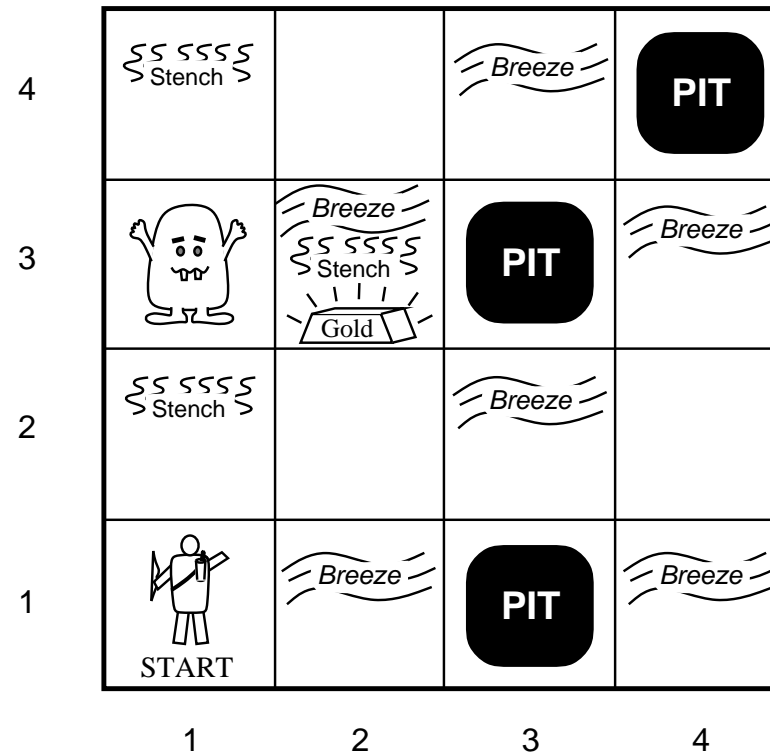 4
Stench
Breeze
PIT
3
Breeze
Stench
Gold
PIT
Breeze
2
Stench
Breeze
1
START
Breeze
PIT
Breeze
1 2 3 4